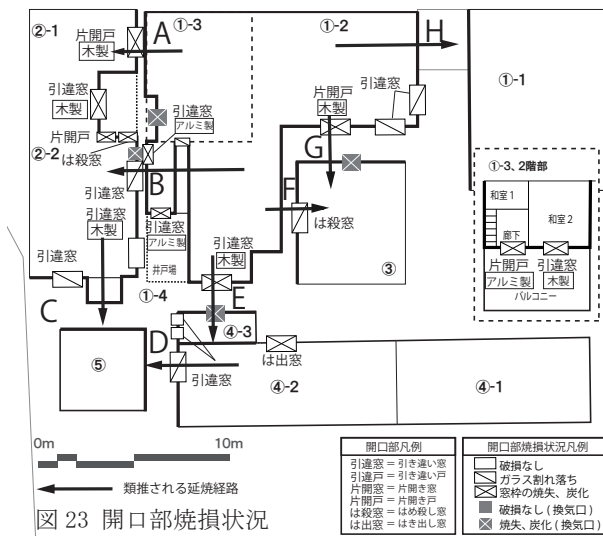 ②-1
片開戸
木製
A
①-3
①-2
H
①-1
引違窓
木製
引違窓
アルミ製
片開戸
木製
引違窓
片開戸
②-2
は殺窓
G
①-3、2階部
和室1
和室2
廊下
片開戸
アルミ製
引違窓
木製
バルコニー
引違窓
B
F
は殺窓
引違窓
木製
引違窓
アルミ製
引違窓
木製
③
引違窓
井戸場
C
①-4
E
④-3
は出窓
⑤
D
引違窓
④-2
④-1
0m
10m
類推される延焼経路
図 23 開口部焼損状況
開口部凡例
引違窓＝引き違い窓
引違戸＝引き違い戸
片開窓＝片開き窓
片開戸＝片開き戸
は殺窓＝はめ殺し窓
は出窓＝はき出し窓
開口部焼損状況凡例
破損なし
ガラス割れ落ち
窓枠の焼失、炭化
破損なし(換気口)
焼失、炭化(換気口)